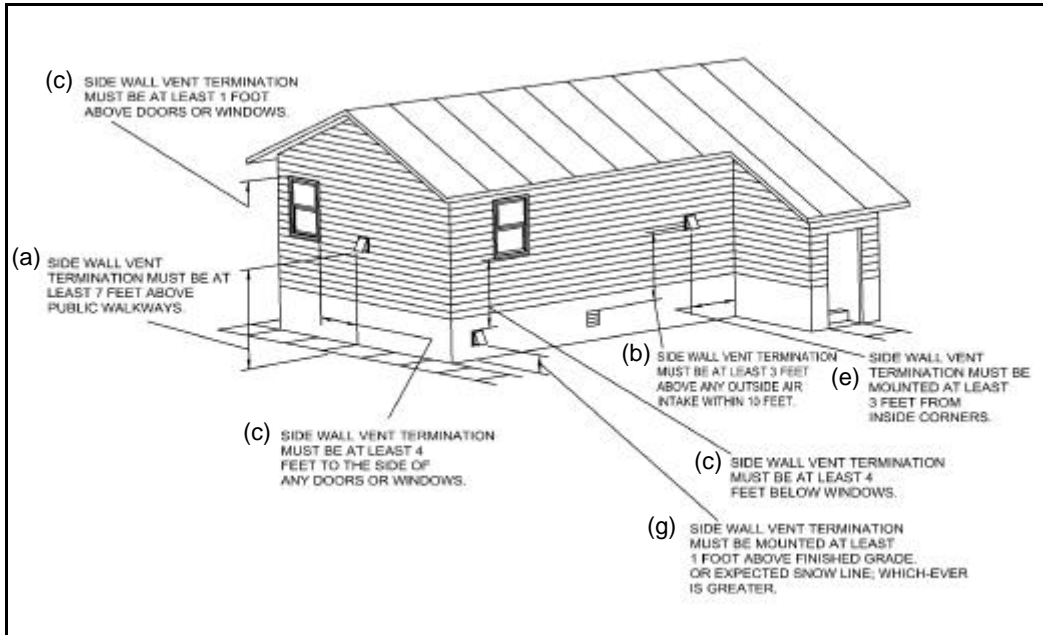 (c) SIDE WALL VENT TERMINATION
MUST BE AT LEAST 1 FOOT
ABOVE DOORS OR WINDOWS.
(a) SIDE WALL VENT
TERMINATION MUST BE AT
LEAST 7 FEET ABOVE
PUBLIC WALKWAYS.
(c) SIDE WALL VENT TERMINATION
MUST BE AT LEAST 4
FEET TO THE SIDE OF
ANY DOORS OR WINDOWS.
(b) SIDE WALL VENT TERMINATION
MUST BE AT LEAST 3 FEET
ABOVE ANY OUTSIDE AIR
INTAKE WITHIN 10 FEET.
(e) SIDE WALL VENT
TERMINATION MUST BE
MOUNTED AT LEAST
3 FEET FROM
INSIDE CORNERS.
(c) SIDE WALL VENT TERMINATION
MUST BE AT LEAST 4
FEET BELOW WINDOWS.
(g) SIDE WALL VENT TERMINATION
MUST BE MOUNTED AT LEAST
1 FOOT ABOVE FINISHED GRADE.
OR EXPECTED SNOW LINE; WHICH-EVER
IS GREATER.